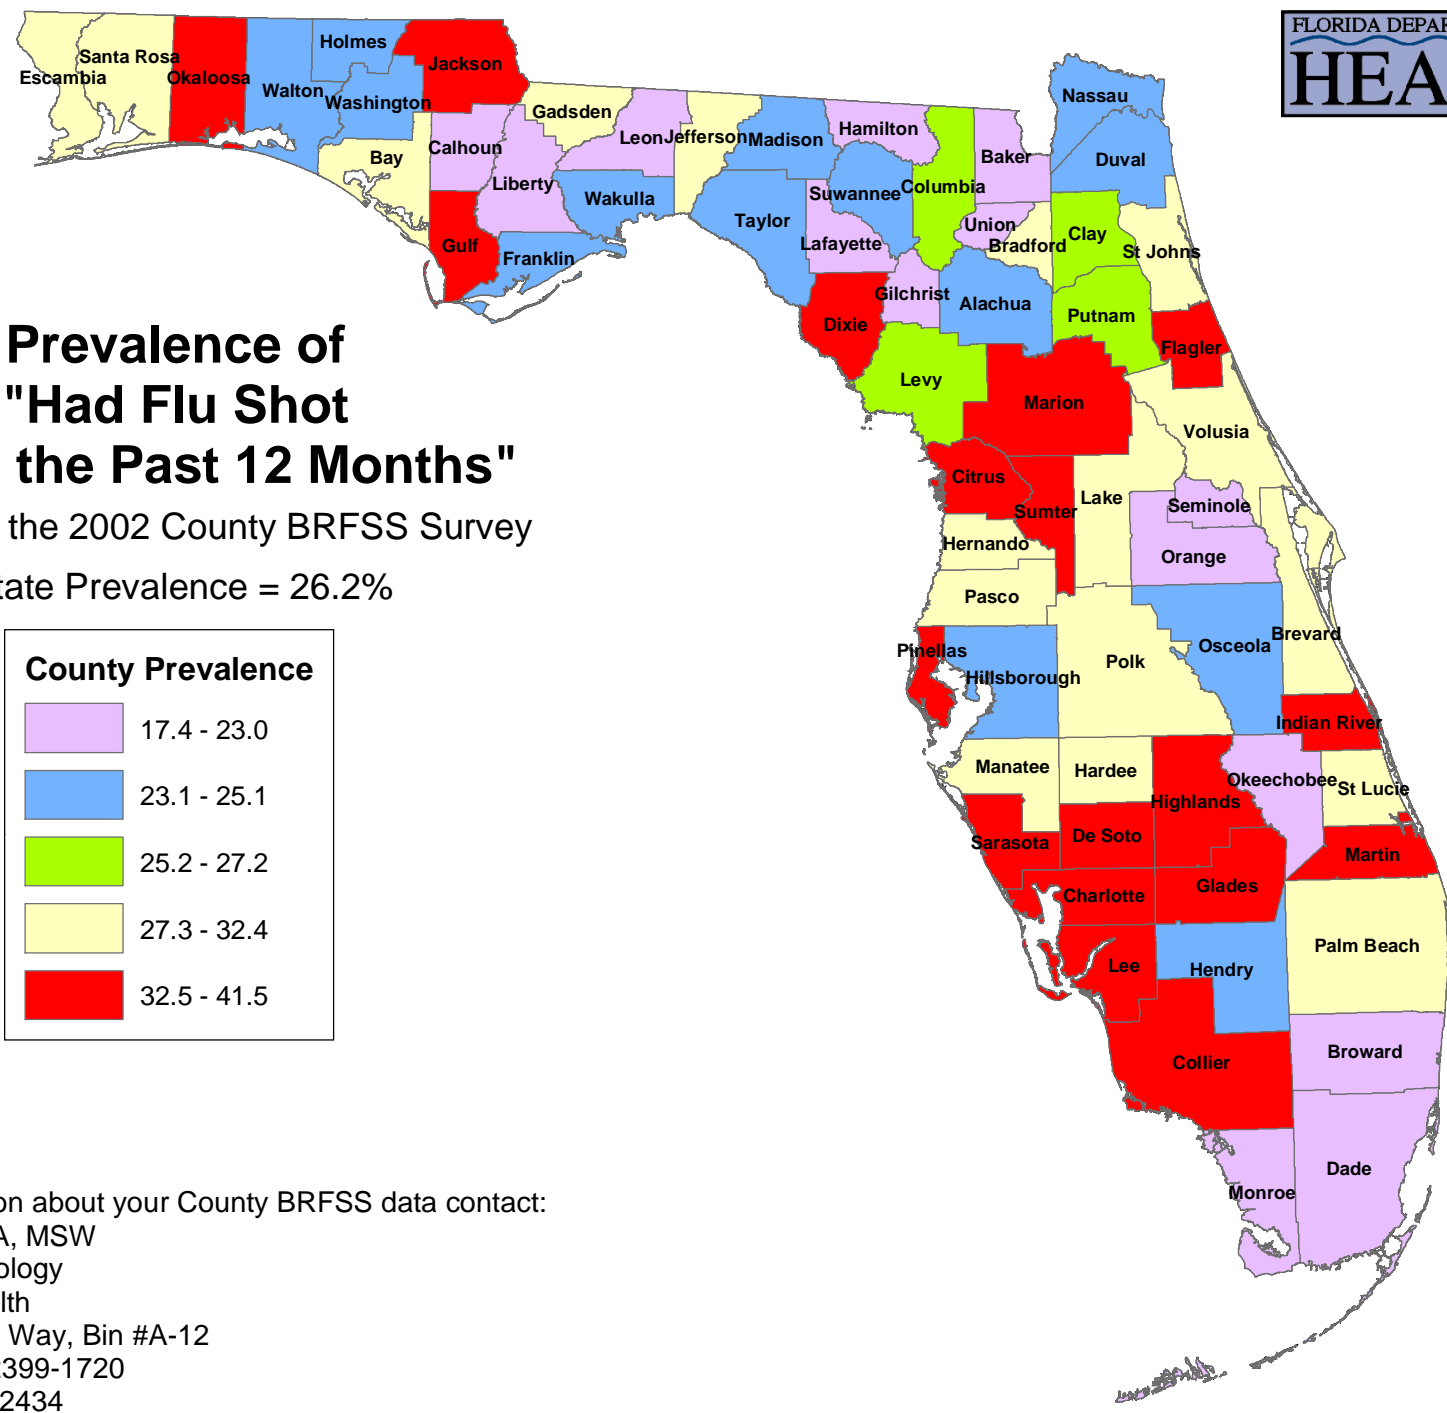 FLORIDA DEPAR
HEA
Holmes
Santa Rosa
Escambia
Okaloosa
Jackson
Walton
Washington
Nassau
Gadsden
Leon
Jefferson
Madison
Hamilton
Bay
Calhoun
Baker
Duval
Liberty
Wakulla
Suwannee
Columbia
Taylor
Union
Clay
Gulf
Franklin
Lafayette
Bradford
St Johns
Gilchrist
Alachua
Dixie
Putnam
Flagler
Levy
Marion
Volusia
Citrus
Lake
Sumter
Seminole
Hernando
Orange
Pasco
Brevard
Osceola
Pinellas
Polk
Hillsborough
Indian River
Manatee
Hardee
Okeechobee
St Lucie
Highlands
Sarasota
De Soto
Martin
Charlotte
Glades
Palm Beach
Lee
Hendry
Broward
Collier
Dade
Monroe
Prevalence of
"Had Flu Shot
the Past 12 Months"
the 2002 County BRFSS Survey
tate Prevalence = 26.2%
County Prevalence
17.4 - 23.0
23.1 - 25.1
25.2 - 27.2
27.3 - 32.4
32.5 - 41.5
on about your County BRFSS data contact:
A, MSW
ology
lth
Way, Bin #A-12
2399-1720
2434